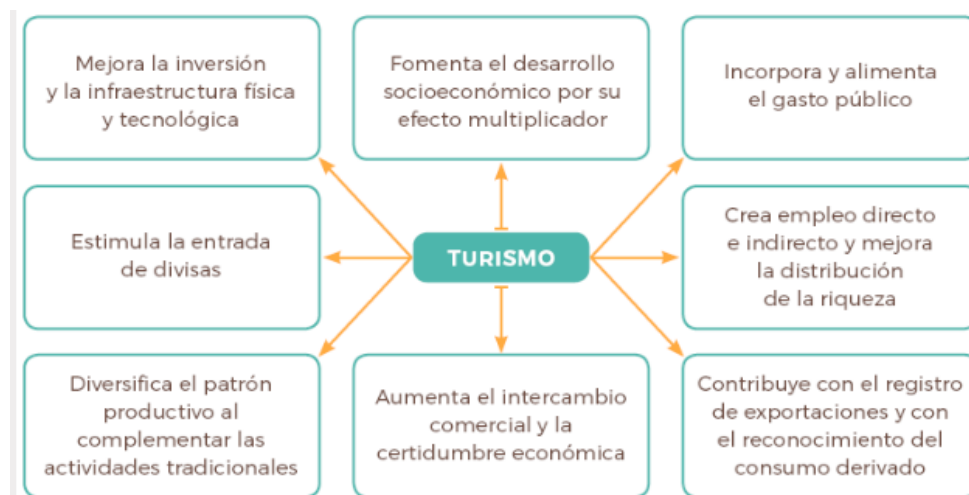 Mejora la inversión
y la infraestructura física
y tecnológica
Fomenta el desarrollo
socioeconómico por su
efecto multiplicador
Incorpora y alimenta
el gasto público
Estimula la entrada
de divisas
TURISMO
Crea empleo directo
e indirecto y mejora
la distribución
de la riqueza
Diversifica el patrón
productivo al
complementar las
actividades tradicionales
Aumenta el intercambio
comercial y la
certidumbre económica
Contribuye con el registro
de exportaciones y con
el reconocimiento del
consumo derivado